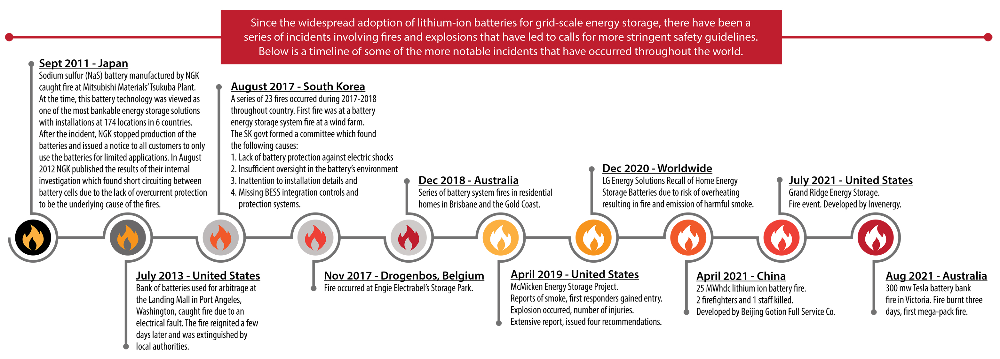 Since the widespread adoption of lithium-ion batteries for grid-scale energy storage, there have been a
series of incidents involving fires and explosions that have led to calls for more stringent safety guidelines.
Below is a timeline of some of the more notable incidents that have occurred throughout the world.
Sept 2011 - Japan
Sodium sulfur (NaS) battery manufactured by NGK
caught fire at Mitsubishi Materials' Tsukuba Plant.
At the time, this battery technology was viewed as
one of the most bankable energy storage solutions
with installations at 174 locations in 6 countries.
After the incident, NGK stopped production of the
batteries and issued a notice to all customers to only
use the batteries for limited applications. In August
2012 NGK published the results of their internal
investigation which found short circuiting between
battery cells due to the lack of overcurrent protection
to be the underlying cause of the fires.
July 2013 - United States
Bank of batteries used for arbitrage at
the Landing Mall in Port Angeles,
Washington, caught fire due to an
electrical fault. The fire reignited a few
days later and was extinguished by
local authorities.
August 2017 - South Korea
A series of 23 fires occurred during 2017-2018
throughout country. First fire was at a battery
energy storage system fire at a wind farm.
The SK govt formed a committee which found
the following causes:
1. Lack of battery protection against electric shocks
2. Insufficient oversight in the battery's environment
3. Inattention to installation details and
4. Missing BESS integration controls and
protection systems.
Nov 2017 - Drogenbos, Belgium
Fire occurred at Engie Electrabel's Storage Park.
Dec 2018 - Australia
Series of battery system fires in residential
homes in Brisbane and the Gold Coast.
April 2019 - United States
McMicken Energy Storage Project.
Reports of smoke, first responders gained entry.
Explosion occurred, number of injuries.
Extensive report, issued four recommendations.
Dec 2020 - Worldwide
LG Energy Solutions Recall of Home Energy
Storage Batteries due to risk of overheating
resulting in fire and emission of harmful smoke.
April 2021 - China
25 MWhdc lithium ion battery fire.
2 firefighters and 1 staff killed.
Developed by Beijing Gotion Full Service Co.
July 2021 - United States
Grand Ridge Energy Storage.
Fire event. Developed by Invenergy.
Aug 2021 - Australia
300 mw Tesla battery bank
fire in Victoria. Fire burnt three
days, first mega-pack fire.